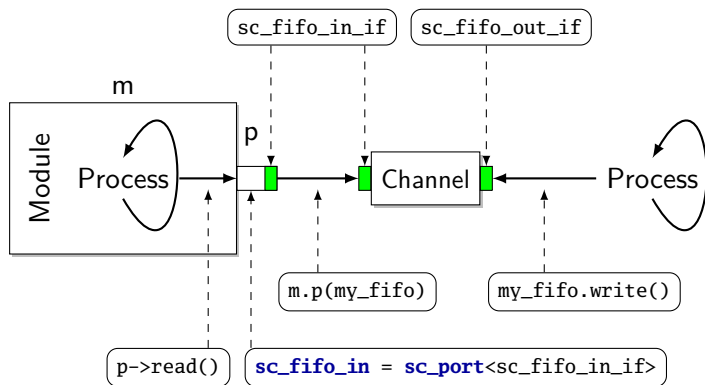 sc_fifo_in_if
sc_fifo_out_if
m
p
Module
Process
Channel
Process
m.p(my_fifo)
my_fifo.write()
p->read()
sc_fifo_in = sc_port<sc_fifo_in_if>